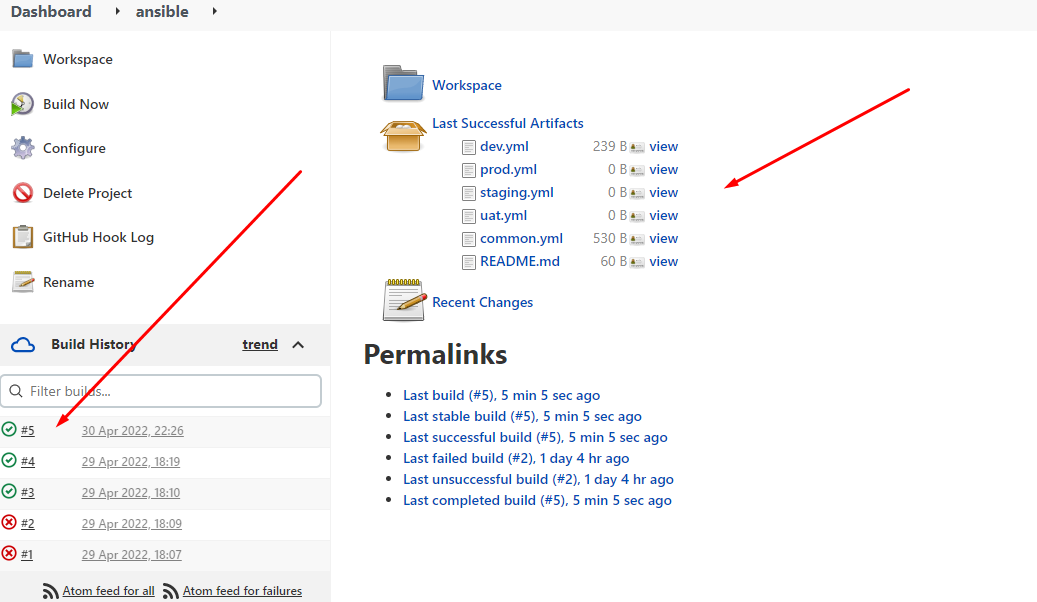 Dashboard ansible
Workspace
Build Now
Configure
Delete Project
GitHub Hook Log
Rename
Build History trend
Filter builds...
#5 30 Apr 2022, 22:26
#4 29 Apr 2022, 18:19
#3 29 Apr 2022, 18:10
#2 29 Apr 2022, 18:09
#1 29 Apr 2022, 18:07
Atom feed for all Atom feed for failures
Workspace
Last Successful Artifacts
dev.yml 239 B view
prod.yml 0 B view
staging.yml 0 B view
uat.yml 0 B view
common.yml 530 B view
README.md 60 B view
Recent Changes
Permalinks
Last build (#5), 5 min 5 sec ago
Last stable build (#5), 5 min 5 sec ago
Last successful build (#5), 5 min 5 sec ago
Last failed build (#2), 1 day 4 hr ago
Last unsuccessful build (#2), 1 day 4 hr ago
Last completed build (#5), 5 min 5 sec ago